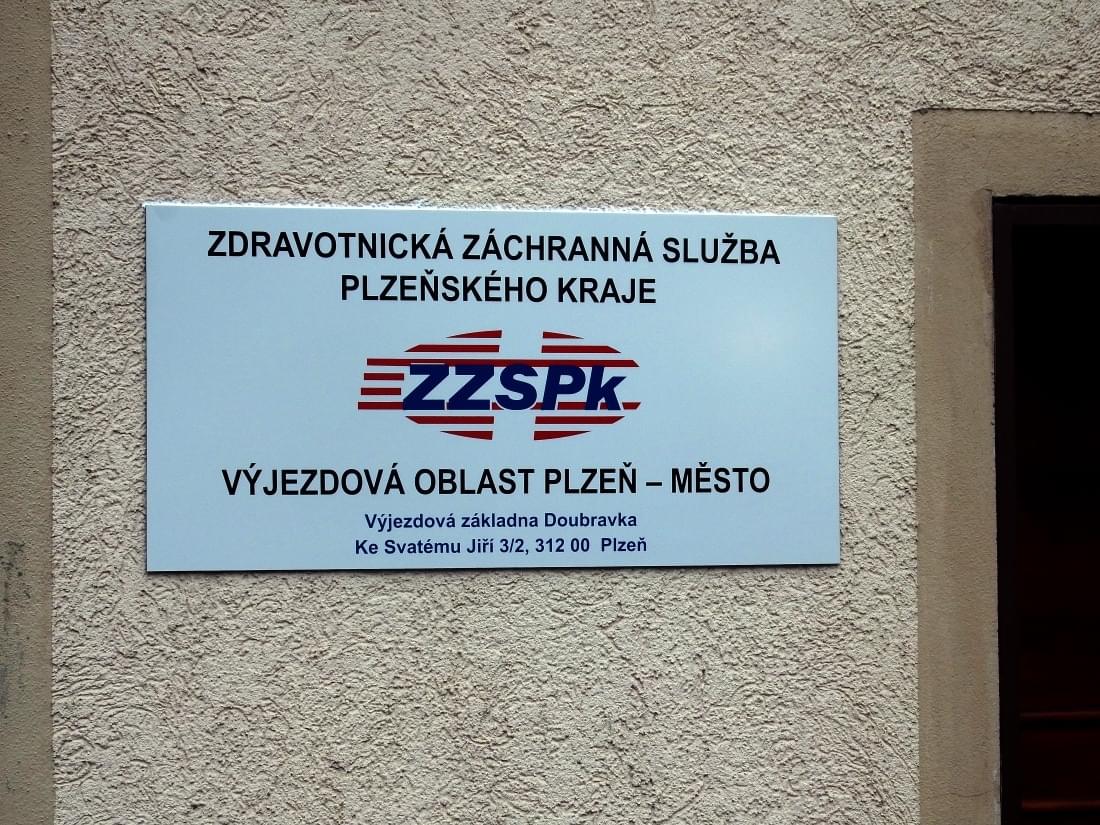 ZDRAVOTNICKÁ ZÁCHRANNÁ SLUŽBA
PLZEŇSKÉHO KRAJE
ZZSPk
VÝJEZDOVÁ OBLAST PLZEŇ – MĚSTO
Výjezdová základna Doubravka
Ke Svatému Jiří 3/2, 312 00 Plzeň